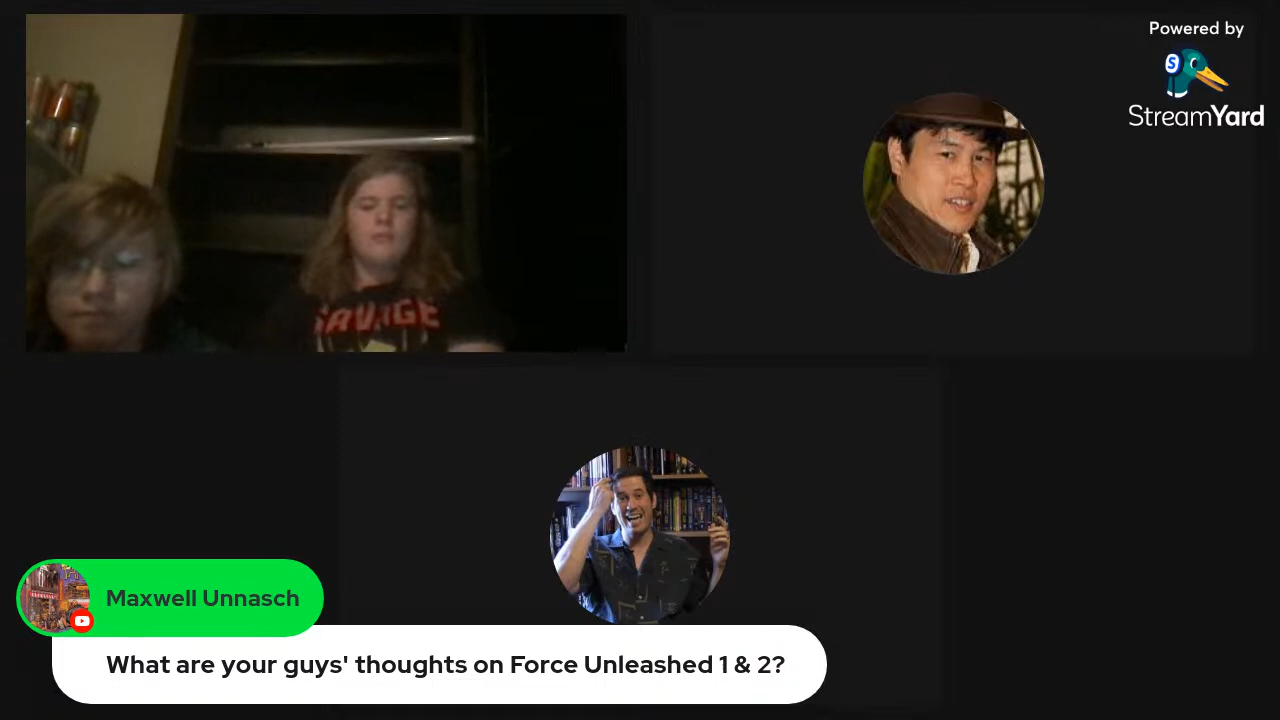 Powered by
S
StreamYard
SAVAGE
Maxwell Unnasch
What are your guys' thoughts on Force Unleashed 1 & 2?